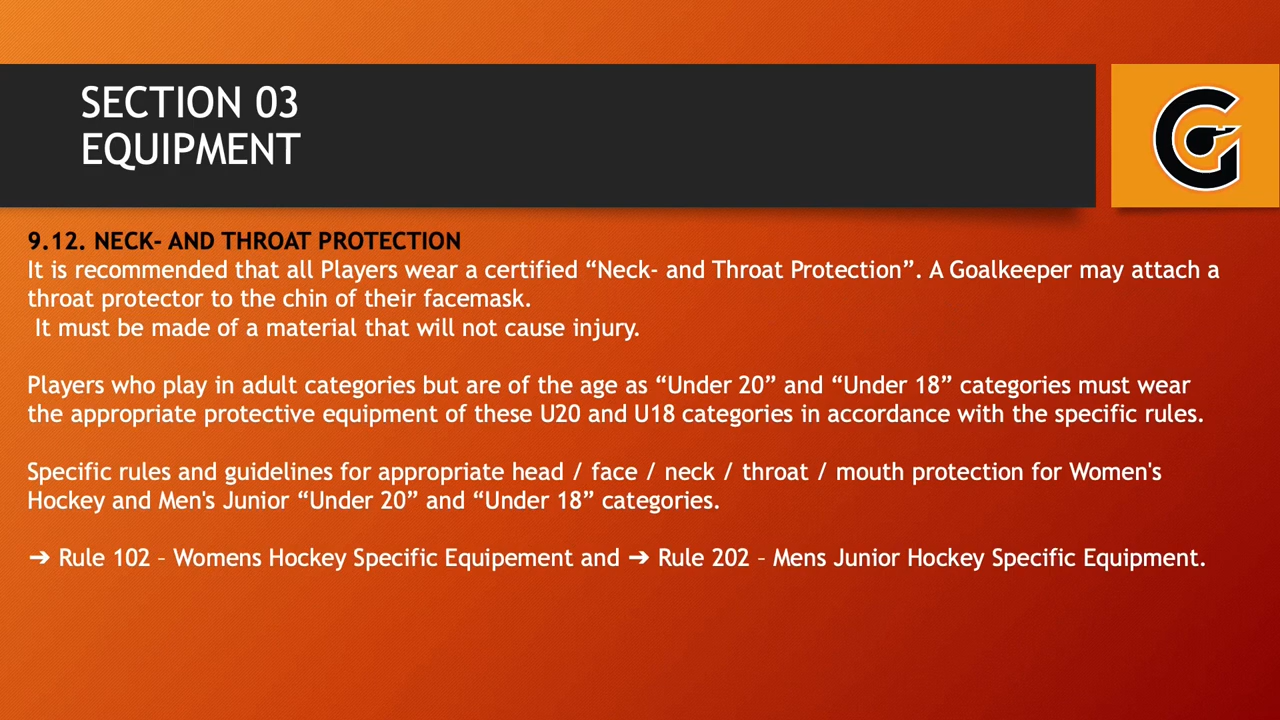 SECTION 03
EQUIPMENT
9.12. NECK- AND THROAT PROTECTION
It is recommended that all Players wear a certified “Neck- and Throat Protection”. A Goalkeeper may attach a
throat protector to the chin of their facemask.
It must be made of a material that will not cause injury.
Players who play in adult categories but are of the age as “Under 20” and “Under 18” categories must wear
the appropriate protective equipment of these U20 and U18 categories in accordance with the specific rules.
Specific rules and guidelines for appropriate head / face / neck / throat / mouth protection for Women's
Hockey and Men's Junior “Under 20” and “Under 18” categories.
➔ Rule 102 – Womens Hockey Specific Equipement and ➔ Rule 202 – Mens Junior Hockey Specific Equipment.